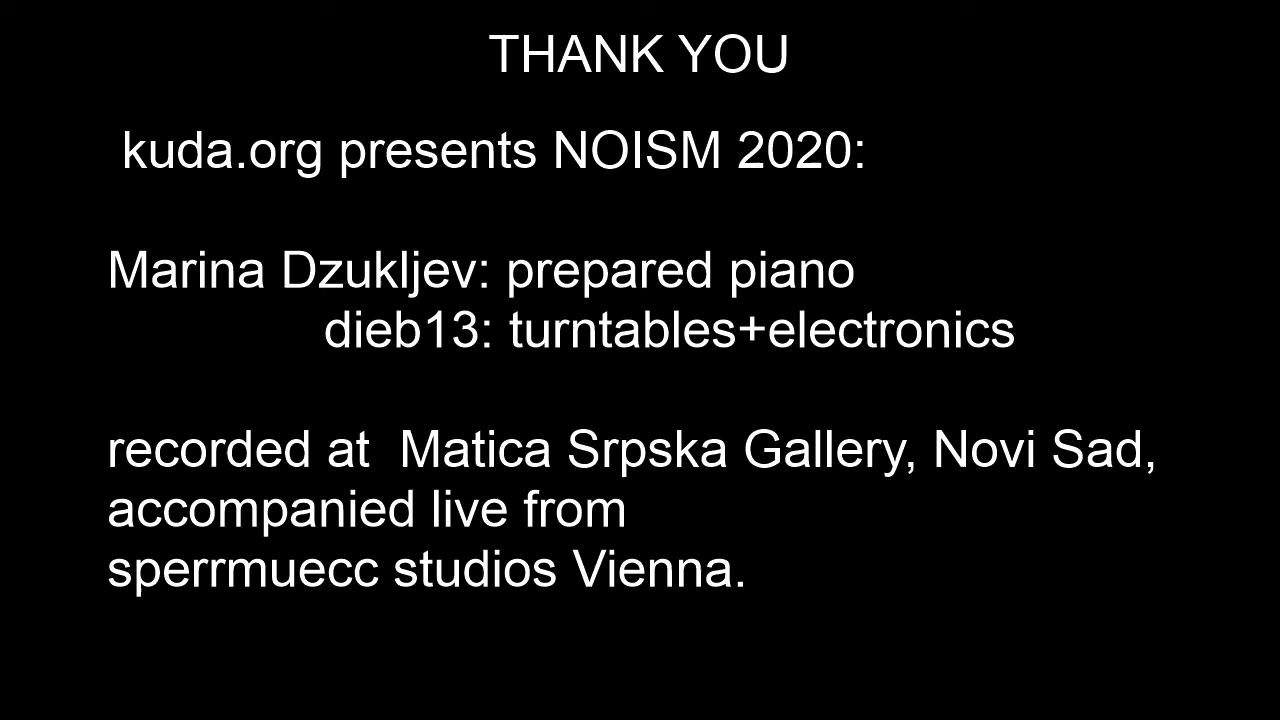 THANK YOU
kuda.org presents NOISM 2020:
Marina Dzukljev: prepared piano
dieb13: turntables+electronics
recorded at  Matica Srpska Gallery, Novi Sad,
accompanied live from
sperrmuecc studios Vienna.